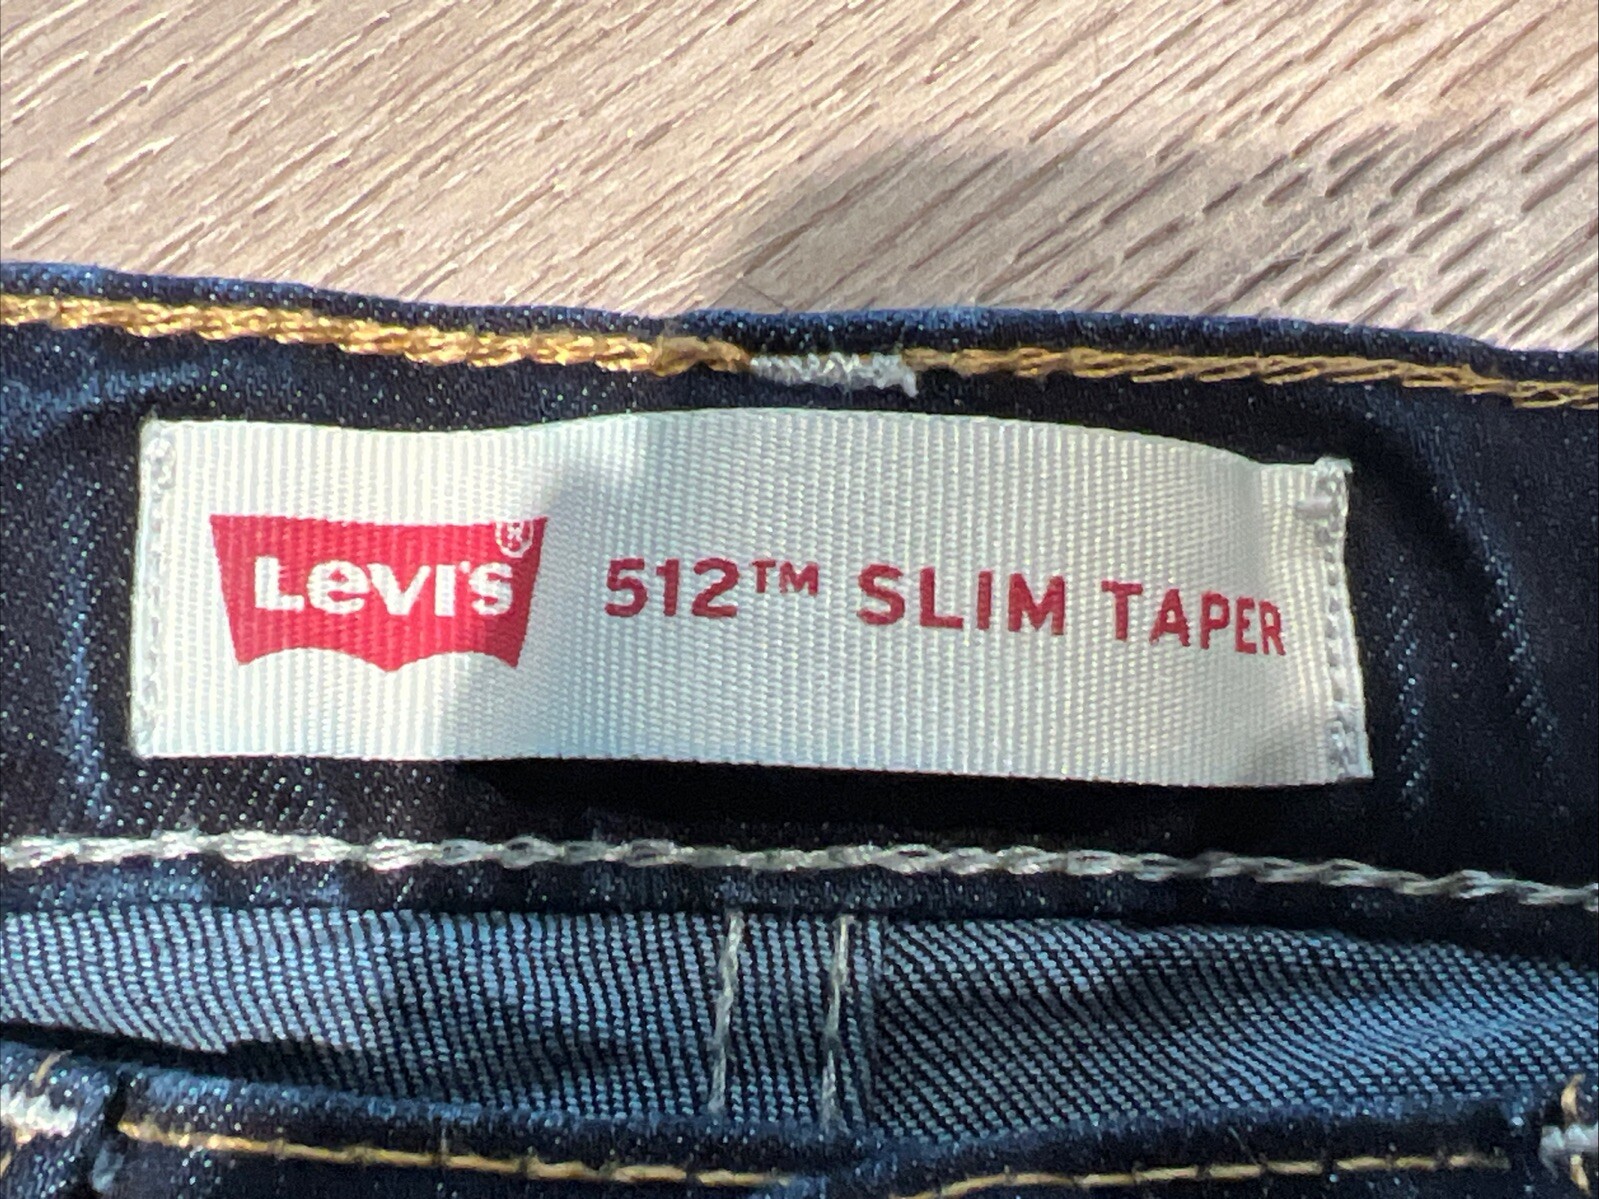 Levi's® 512™ SLIM TAPER